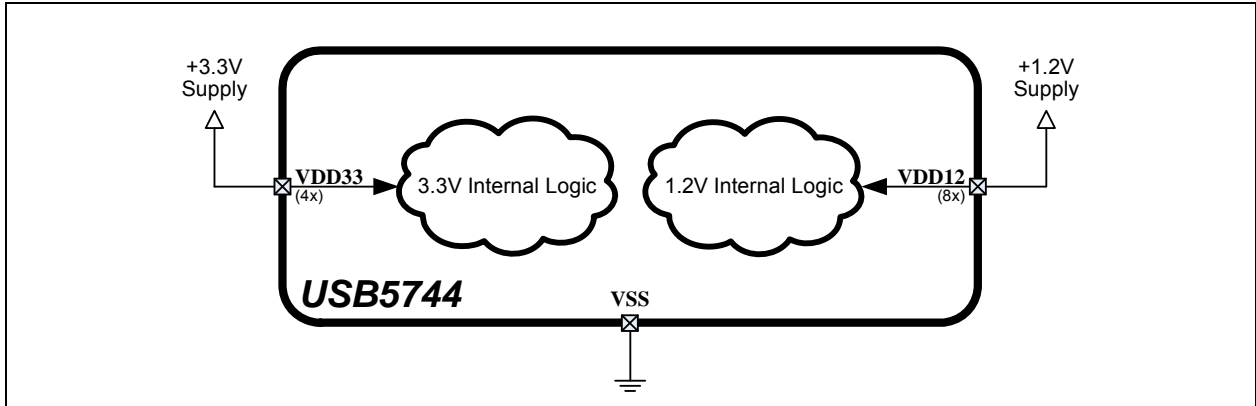 +3.3V
Supply
+1.2V
Supply
VDD33
(4x)
3.3V Internal Logic
1.2V Internal Logic
VDD12
(8x)
USB5744
VSS